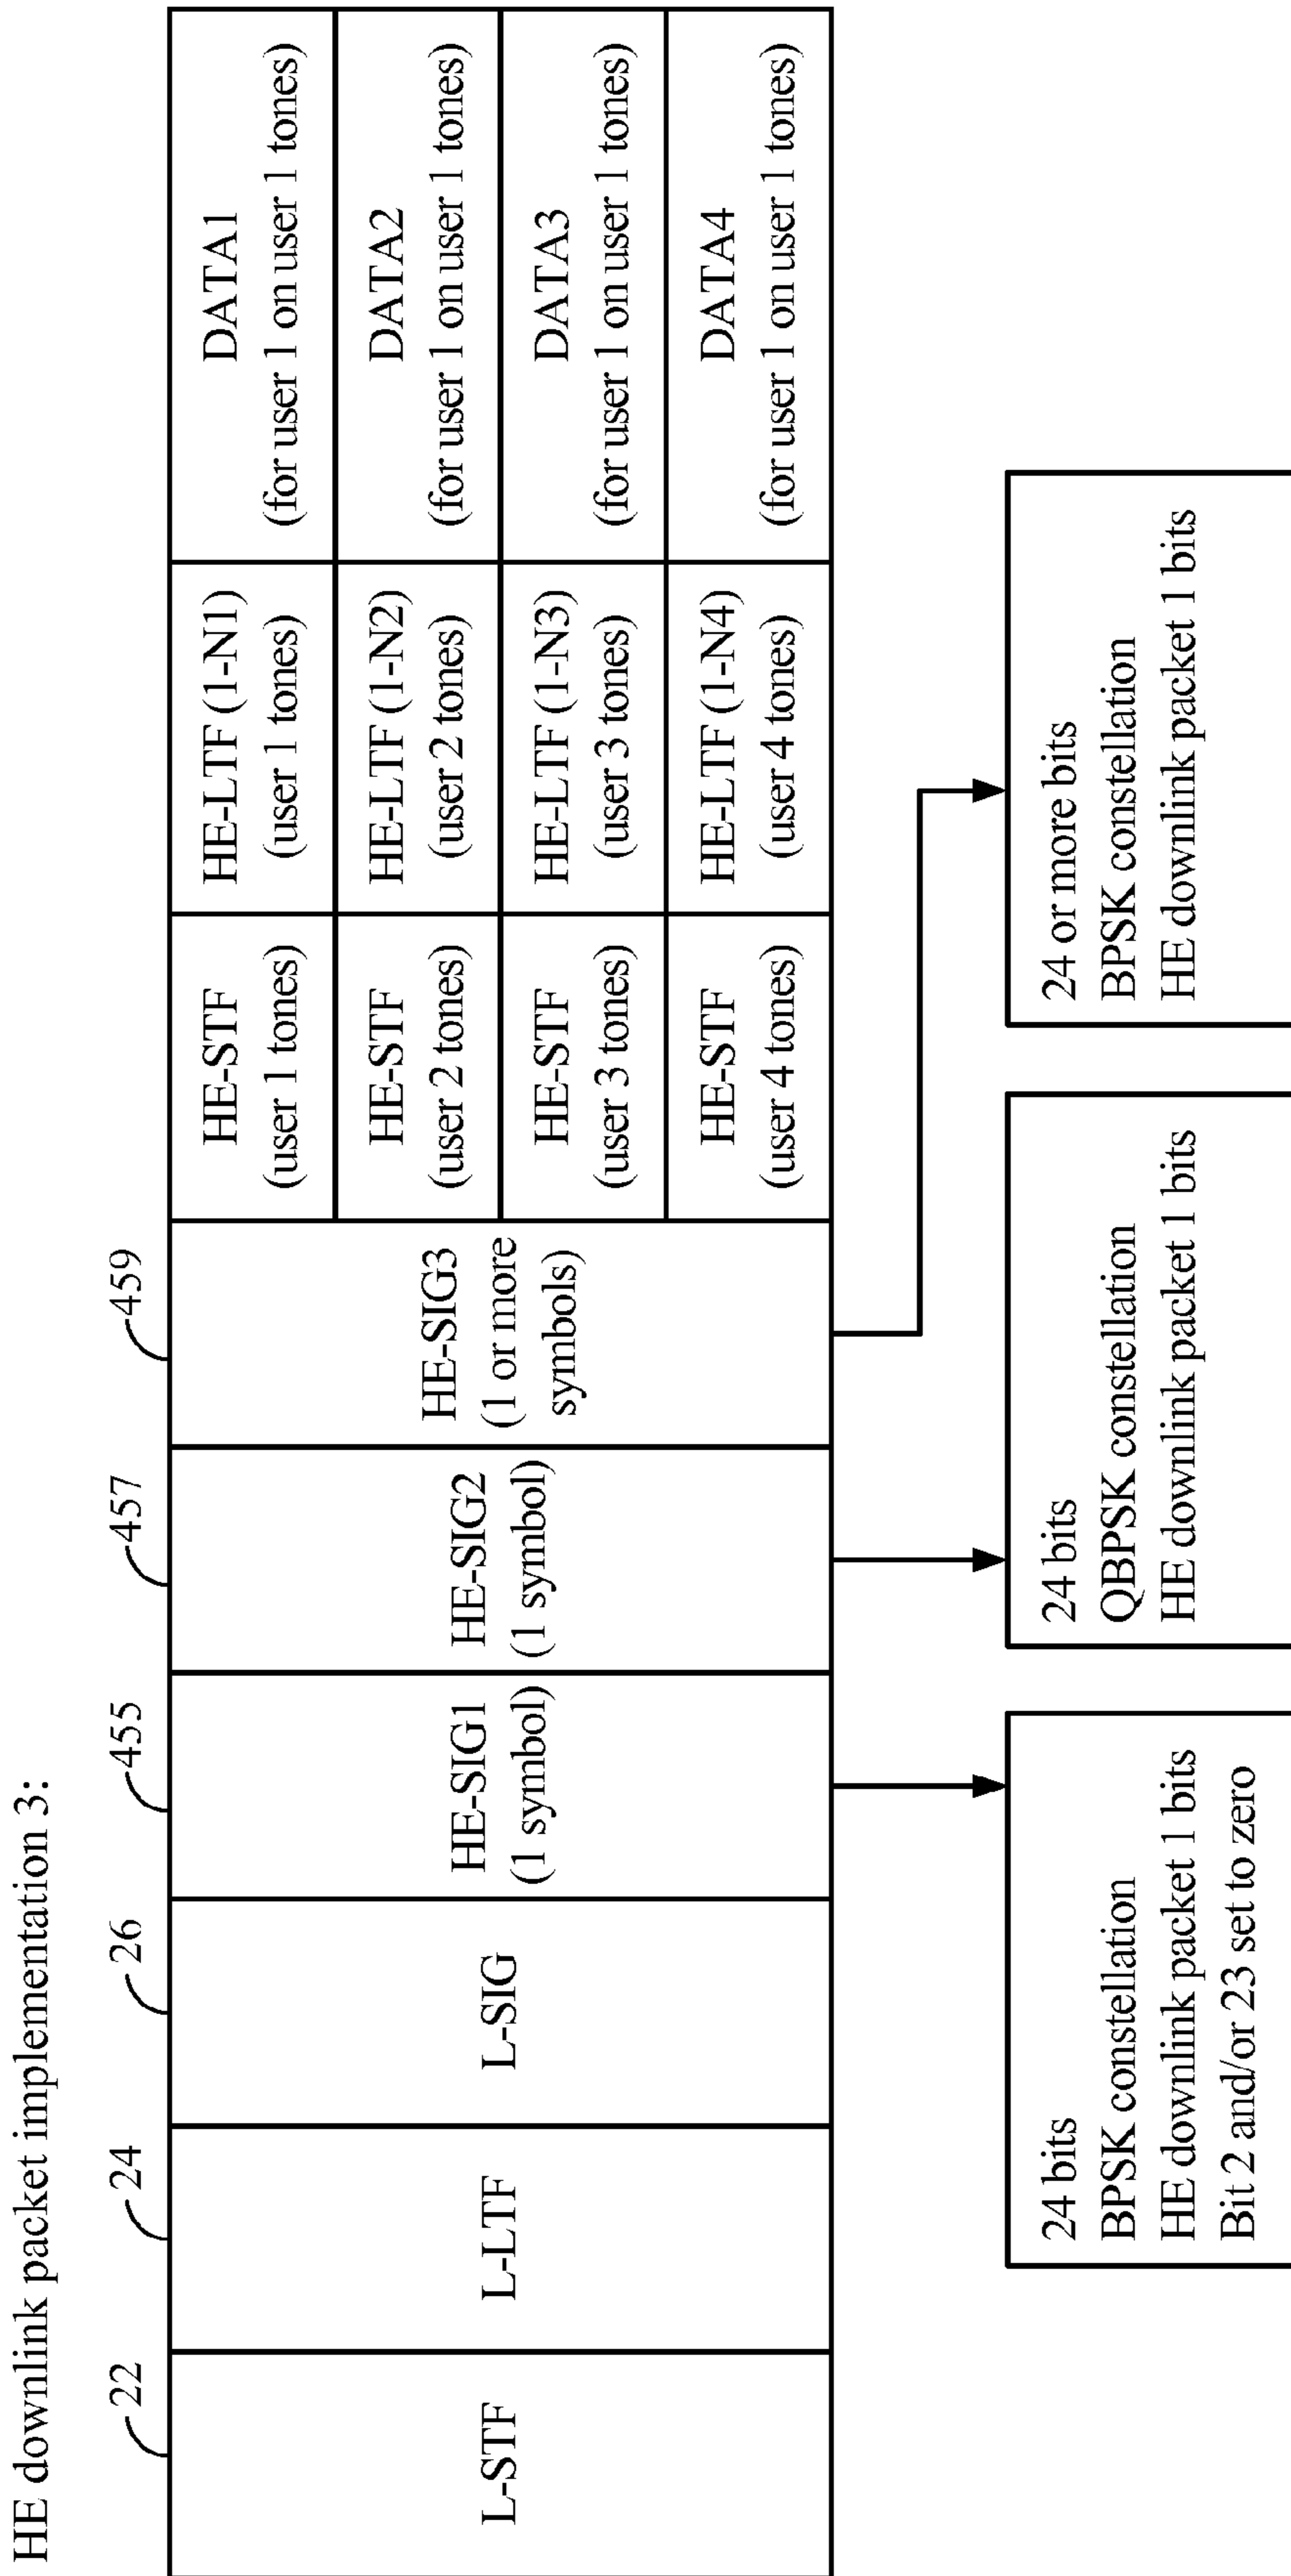 HE downlink packet implementation 3:
22
24
26
455
457
459
L-STF
L-LTF
L-SIG
HE-SIG1
(1 symbol)
HE-SIG2
(1 symbol)
HE-SIG3
(1 or more
symbols)
HE-STF
(user 1 tones)
HE-LTF (1-N1)
(user 1 tones)
DATA1
(for user 1 on user 1 tones)
HE-STF
(user 2 tones)
HE-LTF (1-N2)
(user 2 tones)
DATA2
(for user 1 on user 1 tones)
HE-STF
(user 3 tones)
HE-LTF (1-N3)
(user 3 tones)
DATA3
(for user 1 on user 1 tones)
HE-STF
(user 4 tones)
HE-LTF (1-N4)
(user 4 tones)
DATA4
(for user 1 on user 1 tones)
24 bits
BPSK constellation
HE downlink packet 1 bits
Bit 2 and/or 23 set to zero
24 bits
QBPSK constellation
HE downlink packet 1 bits
24 or more bits
BPSK constellation
HE downlink packet 1 bits